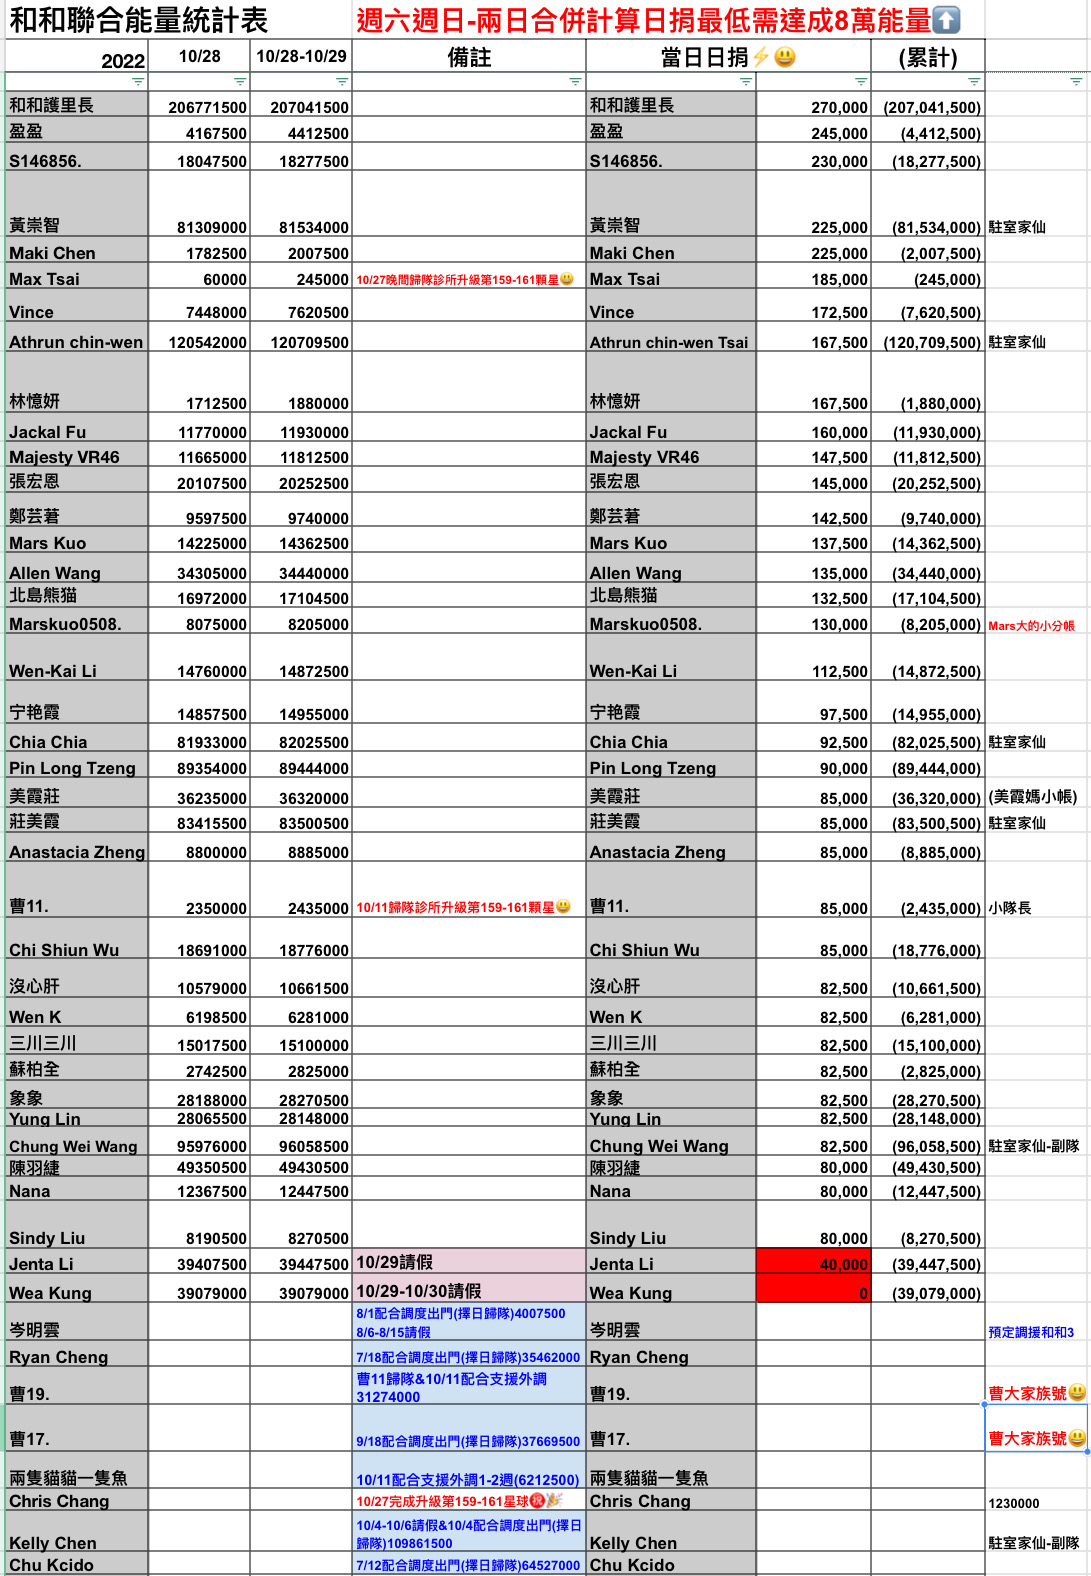 和和聯合能量統計表 週六週日-兩日合併計算日捐最低需達成8萬能量⬆️
2022 10/28 10/28-10/29 備註 當日日捐⚡😃 (累計)
和和護里長 206771500 207041500 和和護里長 270,000 (207,041,500)
盈盈 4167500 4412500 盈盈 245,000 (4,412,500)
S146856. 18047500 18277500 S146856. 230,000 (18,277,500)
黃崇智 81309000 81534000 黃崇智 225,000 (81,534,000) 駐室家仙
Maki Chen 1782500 2007500 Maki Chen 225,000 (2,007,500)
Max Tsai 60000 245000 10/27晚間歸隊診所升級第159-161顆星😃 Max Tsai 185,000 (245,000)
Vince 7448000 7620500 Vince 172,500 (7,620,500)
Athrun chin-wen 120542000 120709500 Athrun chin-wen Tsai 167,500 (120,709,500) 駐室家仙
林憶妍 1712500 1880000 林憶妍 167,500 (1,880,000)
Jackal Fu 11770000 11930000 Jackal Fu 160,000 (11,930,000)
Majesty VR46 11665000 11812500 Majesty VR46 147,500 (11,812,500)
張宏恩 20107500 20252500 張宏恩 145,000 (20,252,500)
鄭芸莙 9597500 9740000 鄭芸莙 142,500 (9,740,000)
Mars Kuo 14225000 14362500 Mars Kuo 137,500 (14,362,500)
Allen Wang 34305000 34440000 Allen Wang 135,000 (34,440,000)
北島熊猫 16972000 17104500 北島熊猫 132,500 (17,104,500)
Marskuo0508. 8075000 8205000 Marskuo0508. 130,000 (8,205,000) Mars大的小分帳
Wen-Kai Li 14760000 14872500 Wen-Kai Li 112,500 (14,872,500)
宁艳霞 14857500 14955000 宁艳霞 97,500 (14,955,000)
Chia Chia 81933000 82025500 Chia Chia 92,500 (82,025,500) 駐室家仙
Pin Long Tzeng 89354000 89444000 Pin Long Tzeng 90,000 (89,444,000)
美霞莊 36235000 36320000 美霞莊 85,000 (36,320,000) (美霞媽小帳)
莊美霞 83415500 83500500 莊美霞 85,000 (83,500,500) 駐室家仙
Anastacia Zheng 8800000 8885000 Anastacia Zheng 85,000 (8,885,000)
曹11. 2350000 2435000 10/11歸隊診所升級第159-161顆星😃 曹11. 85,000 (2,435,000) 小隊長
Chi Shiun Wu 18691000 18776000 Chi Shiun Wu 85,000 (18,776,000)
沒心肝 10579000 10661500 沒心肝 82,500 (10,661,500)
Wen K 6198500 6281000 Wen K 82,500 (6,281,000)
三川三川 15017500 15100000 三川三川 82,500 (15,100,000)
蘇柏全 2742500 2825000 蘇柏全 82,500 (2,825,000)
象象 28188000 28270500 象象 82,500 (28,270,500)
Yung Lin 28065500 28148000 Yung Lin 82,500 (28,148,000)
Chung Wei Wang 95976000 96058500 Chung Wei Wang 82,500 (96,058,500) 駐室家仙-副隊
陳羽緁 49350500 49430500 陳羽緁 80,000 (49,430,500)
Nana 12367500 12447500 Nana 80,000 (12,447,500)
Sindy Liu 8190500 8270500 Sindy Liu 80,000 (8,270,500)
Jenta Li 39407500 39447500 10/29請假 Jenta Li 40,000 (39,447,500)
Wea Kung 39079000 39079000 10/29-10/30請假 Wea Kung 0 (39,079,000)
8/1配合調度出門(擇日歸隊)4007500
岑明雲 8/6-8/15請假 岑明雲 預定調援和和3
Ryan Cheng 7/18配合調度出門(擇日歸隊)35462000 Ryan Cheng
曹11歸隊&10/11配合支援外調
曹19. 31274000 曹19. 曹大家族號😃
曹17. 9/18配合調度出門(擇日歸隊)37669500 曹17. 曹大家族號😃
兩隻貓貓一隻魚 10/11配合支援外調1-2週(6212500) 兩隻貓貓一隻魚
Chris Chang 10/27完成升級第159-161星球㊗️🎉 Chris Chang 1230000
10/4-10/6請假&10/4配合調度出門(擇日
Kelly Chen 歸隊)109861500 Kelly Chen 駐室家仙-副隊
Chu Kcido 7/12配合調度出門(擇日歸隊)64527000 Chu Kcido